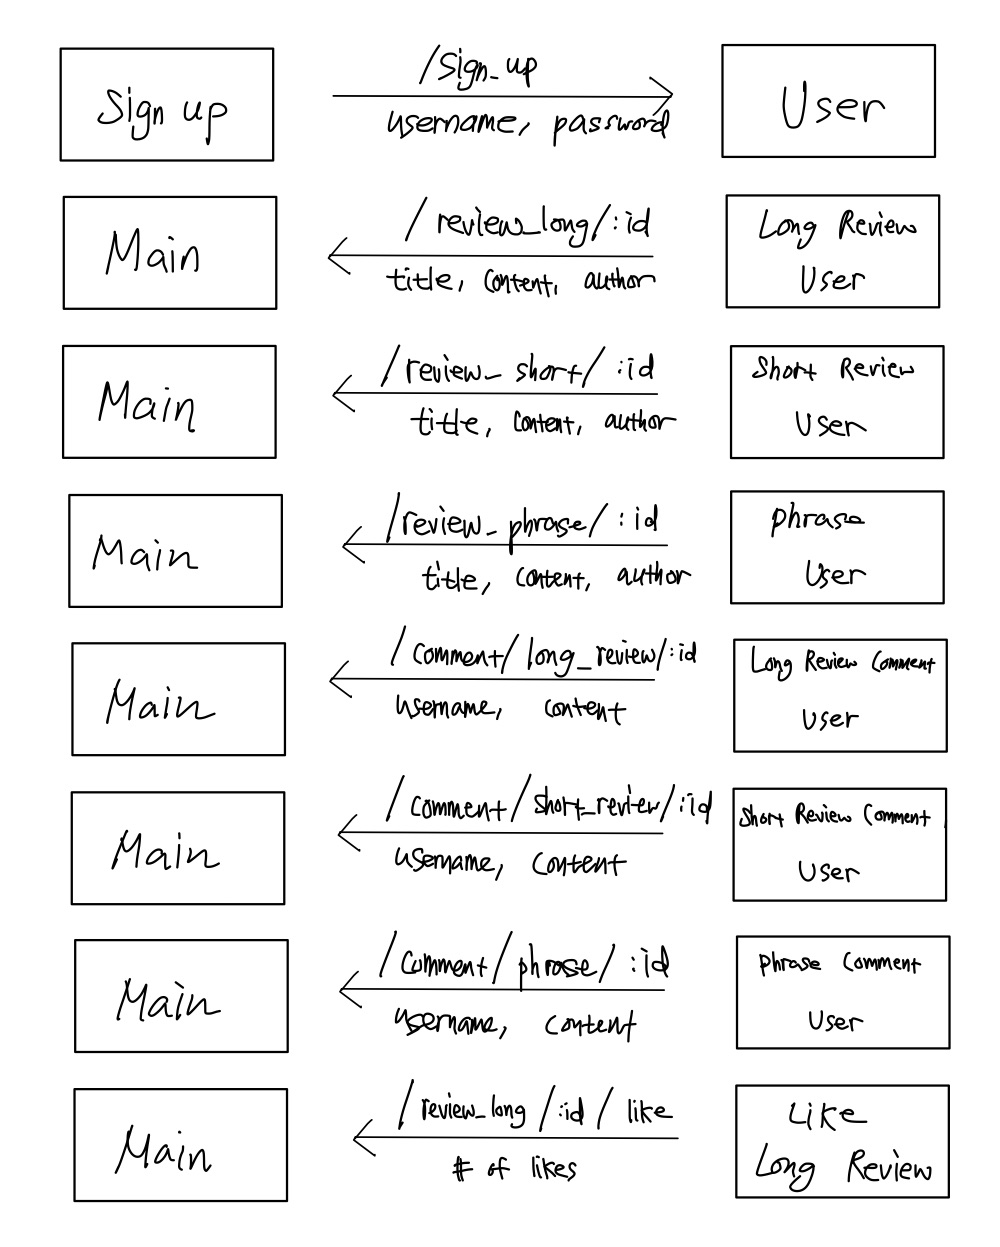 Sign up
/sign_up
username, password
User
Main
/review_long/:id
title, content, author
Long Review
User
Main
/review_short/:id
title, content, author
Short Review
User
Main
/review_phrase/:id
title, content, author
phrase
User
Main
/comment/long_review/:id
username, content
Long Review Comment
User
Main
/comment/short_review/:id
username, content
Short Review Comment
User
Main
/comment/phrase/:id
username, content
Phrase Comment
User
Main
/review_long/:id/like
# of likes
Like
Long Review